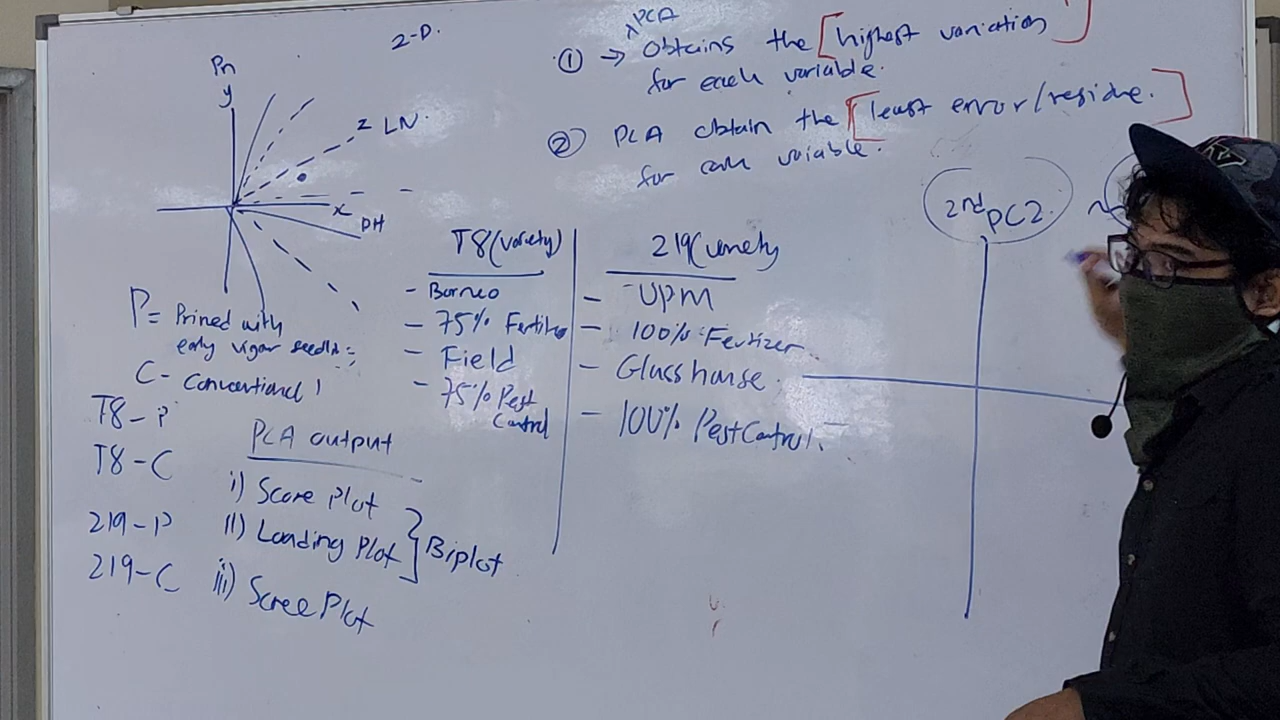 2-D.
Pn
y
z LN.
x
PH
PCA
① → Obtains the [highest variation]
for each variable.
② PCA obtain the [least error/residue.]
for each variable.
2nd PC2.
T8(variety)
- Borneo
- 75% Fertilizer
- Field
- 75% Pest
Control
219(variety)
- UPM
- 100% Fertizer.
- Glasshouse.
- 100% Pest Control.
P = Primed with
early vigor
C - Conventional
T8-P
T8-C
219-P
219-C
PCA output
i) Score Plot
ii) Loading Plot } Biplot
iii) Scree Plot